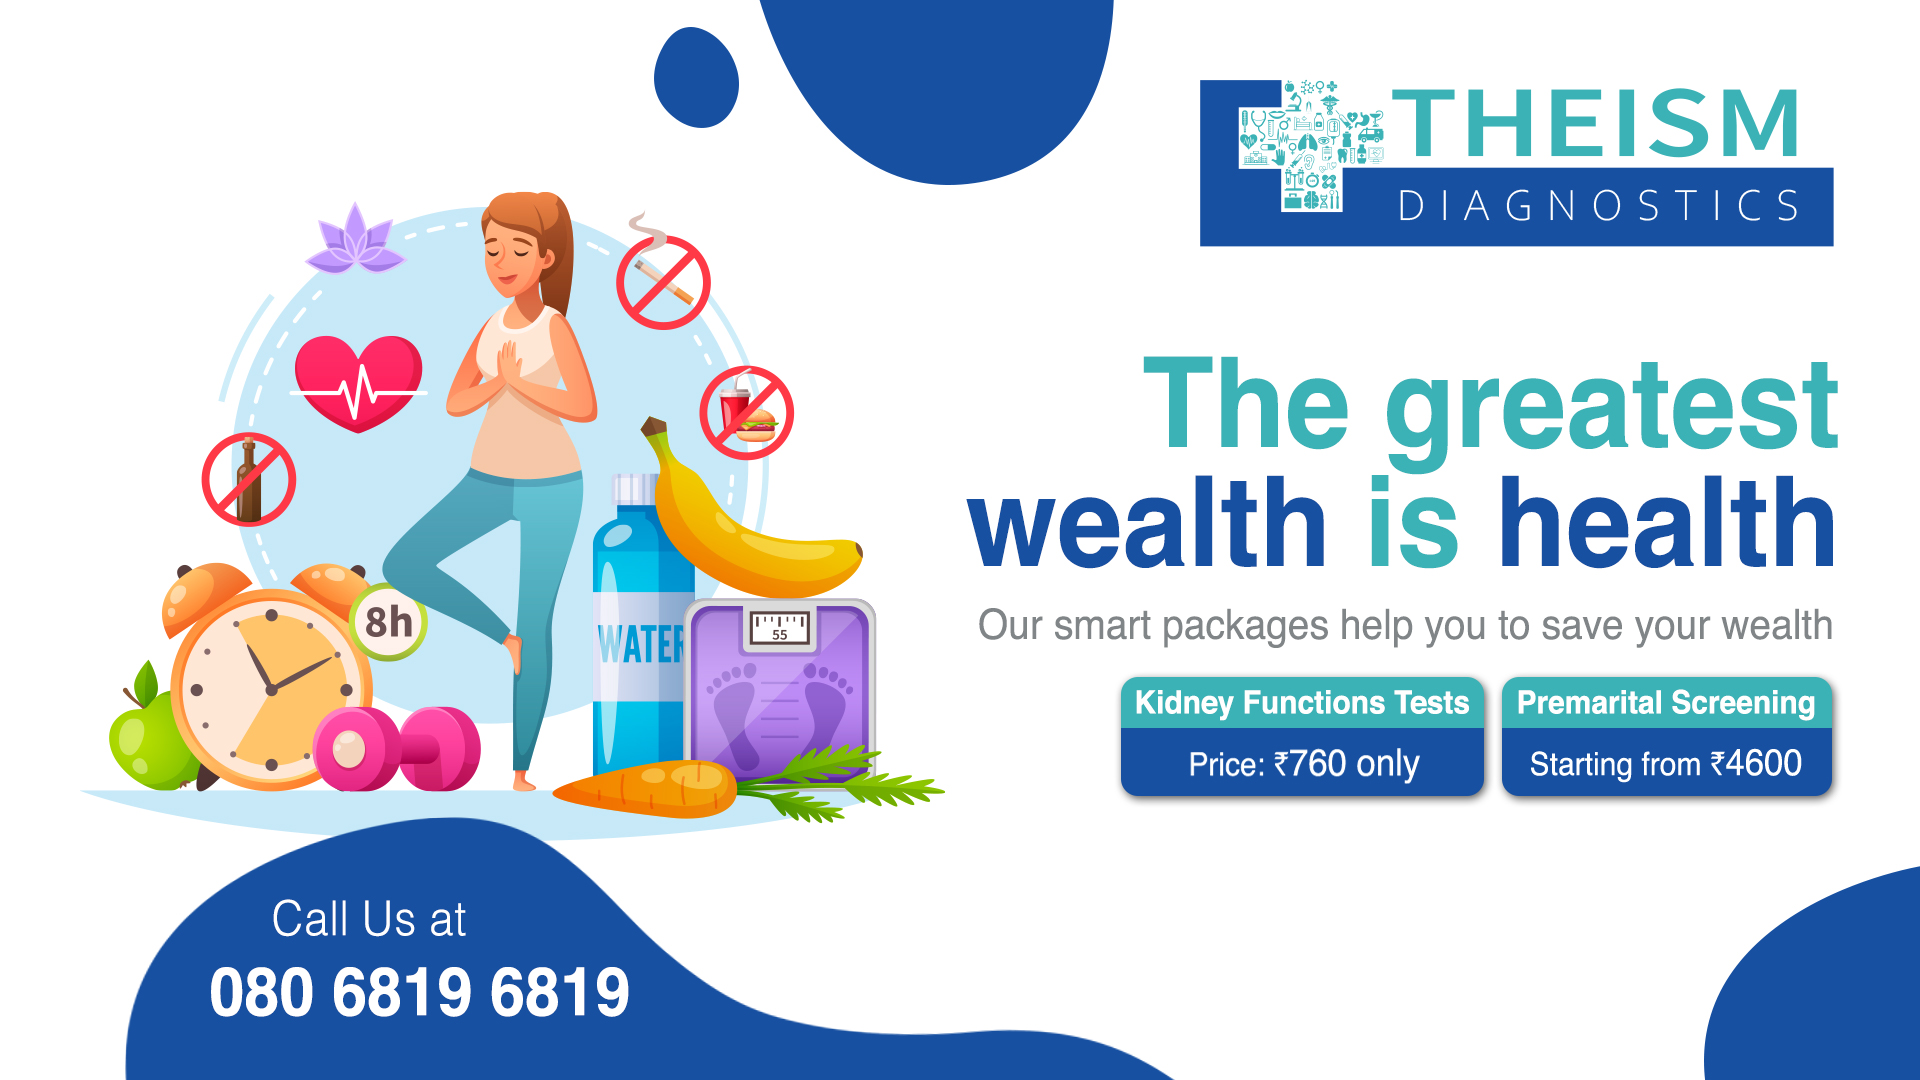 THEISM
DIAGNOSTICS
The greatest
wealth is health
Our smart packages help you to save your wealth
Kidney Functions Tests
Price: ₹760 only
Premarital Screening
Starting from ₹4600
8h
WATER
55
Call Us at
080 6819 6819